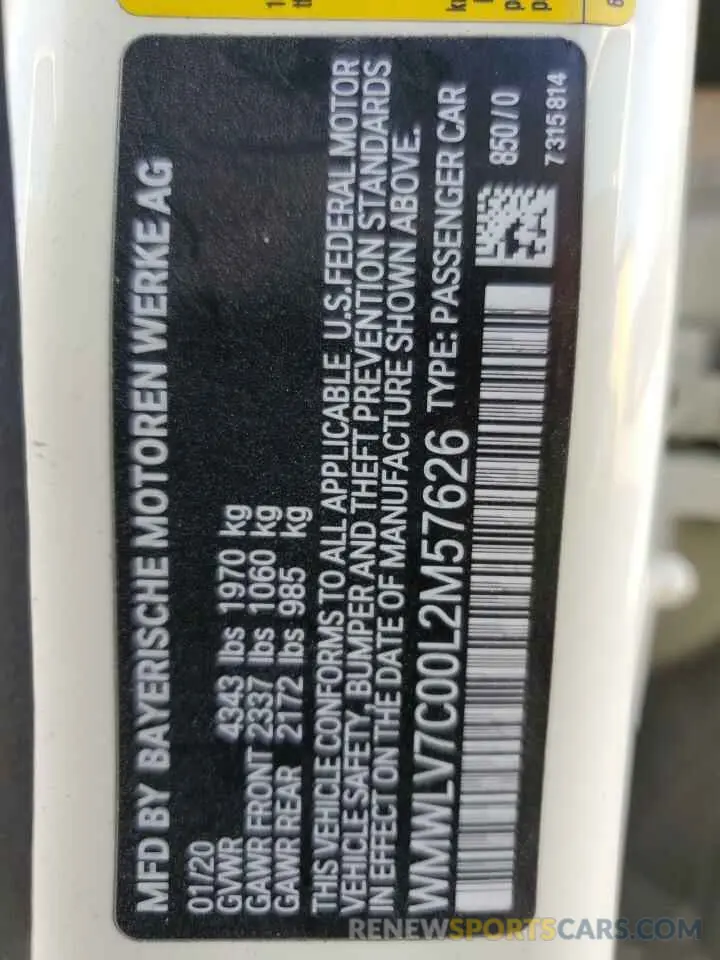 MFD BY BAYERISCHE MOTOREN WERKE AG
01/20
GVWR 4343 lbs 1970 kg
GAWR FRONT 2337 lbs 1060 kg
GAWR REAR 2172 lbs 985 kg
THIS VEHICLE CONFORMS TO ALL APPLICABLE U.S.FEDERAL MOTOR
VEHICLE SAFETY, BUMPER AND THEFT PREVENTION STANDARDS
IN EFFECT ON THE DATE OF MANUFACTURE SHOWN ABOVE.
WMWLV7C00L2M57626 TYPE: PASSENGER CAR
850/0
7315814
RENEWSPORTSCARS.COM